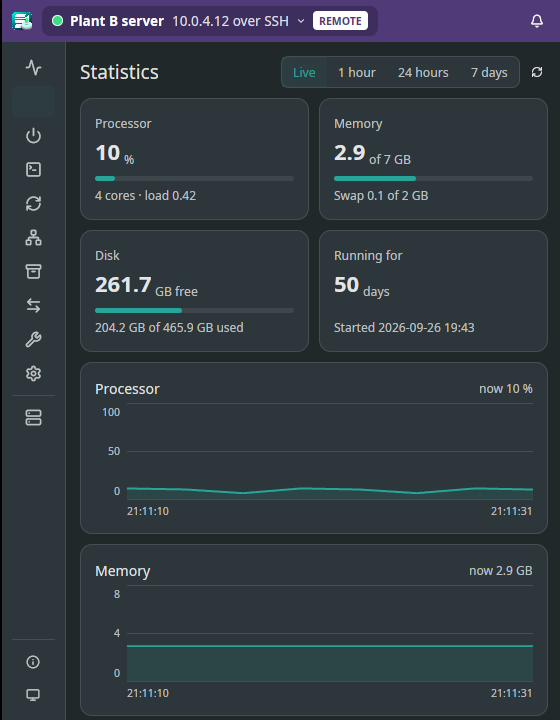 Plant B server 10.0.4.12 over SSH REMOTE
Statistics
Live 1 hour 24 hours 7 days
Processor
10 %
4 cores · load 0.42
Memory
2.9 of 7 GB
Swap 0.1 of 2 GB
Disk
261.7 GB free
204.2 GB of 465.9 GB used
Running for
50 days
Started 2026-09-26 19:43
Processor now 10 %
100
50
0
21:11:10 21:11:31
Memory now 2.9 GB
8
4
0
21:11:10 21:11:31